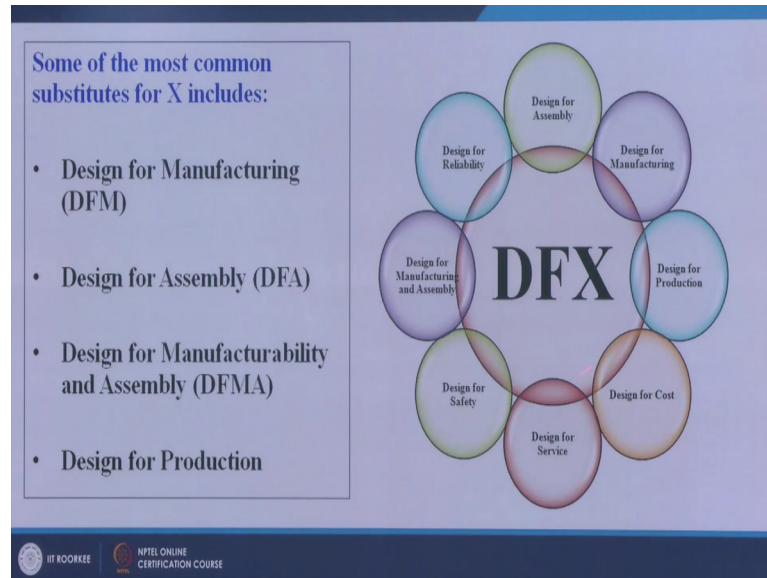 Some of the most common
substitutes for X includes:
• Design for Manufacturing
(DFM)
• Design for Assembly (DFA)
• Design for Manufacturability
and Assembly (DFMA)
• Design for Production
Design for
Assembly
Design for
Manufacturing
Design for
Production
Design for Cost
Design for
Service
Design for
Safety
Design for
Manufacturing
and Assembly
Design for
Reliability
DFX
IIT ROORKEE
NPTEL ONLINE
CERTIFICATION COURSE
NPTEL